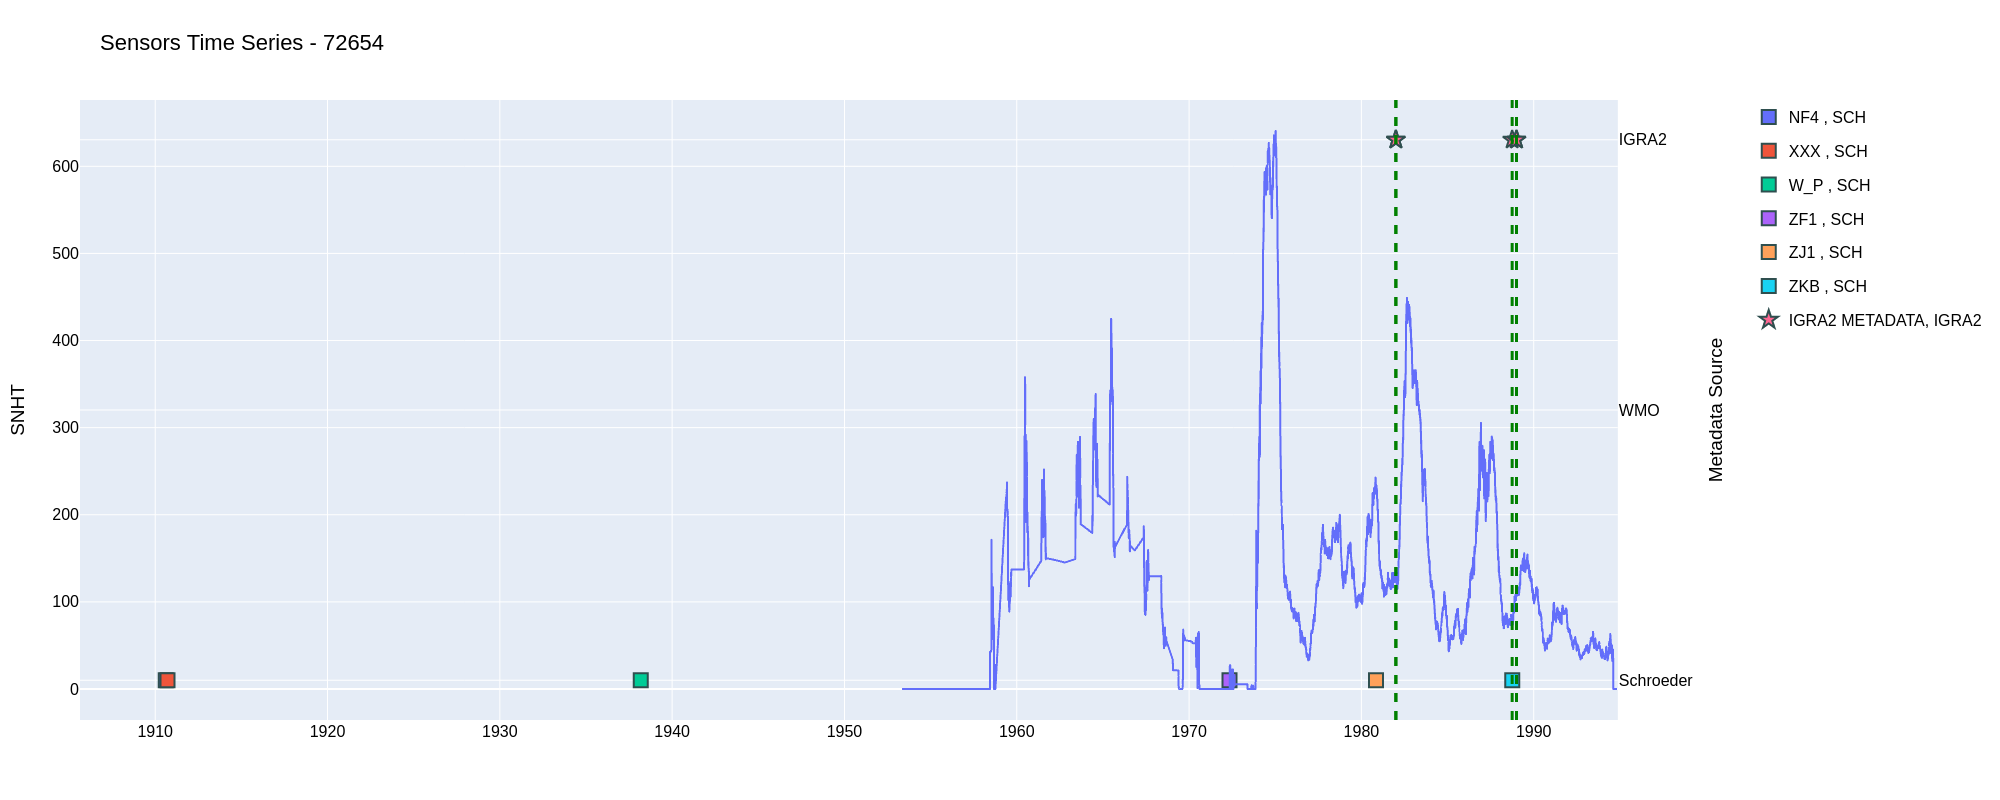 Sensors Time Series - 72654
NF4 , SCH
XXX , SCH
W_P , SCH
ZF1 , SCH
ZJ1 , SCH
ZKB , SCH
IGRA2 METADATA, IGRA2
SNHT
600
500
400
300
200
100
0
IGRA2
WMO
Schroeder
Metadata Source
1910
1920
1930
1940
1950
1960
1970
1980
1990